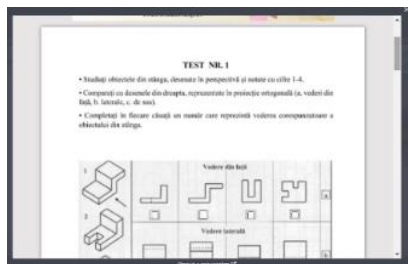 TEST NR. 1
• Studiați obiectele din stânga, desenate în perspectivă și notate cu cifre 1-4.
• Comparați cu desenele din dreapta, reprezentate în proiecție ortogonală (a. vederi din
față, b. laterale, c. de sus).
• Completați în fiecare căsuță un număr care reprezintă vederea corespunzătoare a
obiectului din stânga.
1
Vedere din față
a
2
Vedere laterală